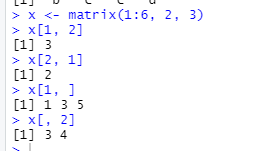 > x <- matrix(1:6, 2, 3)
> x[1, 2]
[1] 3
> x[2, 1]
[1] 2
> x[1, ]
[1] 1 3 5
> x[, 2]
[1] 3 4
>